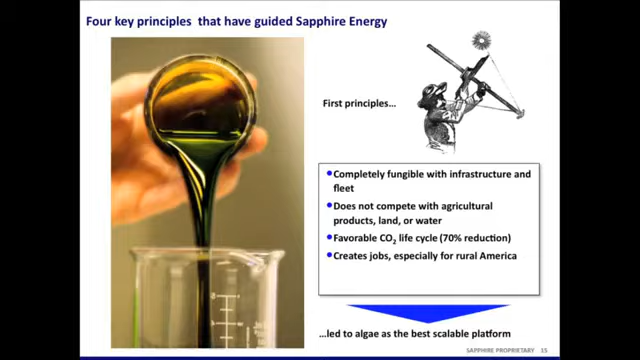 Four key principles that have guided Sapphire Energy
First principles...
Completely fungible with infrastructure and
fleet
Does not compete with agricultural
products, land, or water
Favorable CO₂ life cycle (70% reduction)
Creates jobs, especially for rural America
...led to algae as the best scalable platform
SAPPHIRE PROPRIETARY 15